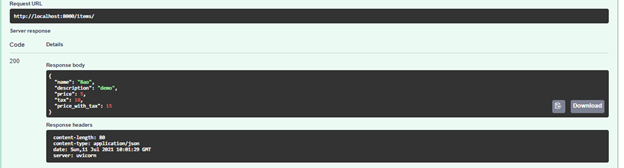 Request URL
http://localhost:8000/items/
Server response
Code Details
200
Response body
{
"name": "Bao",
"description": "demo",
"price": 5,
"tax": 10,
"price_with_tax": 15
}
Download
Response headers
content-length: 80
content-type: application/json
date: Sun,11 Jul 2021 10:01:29 GMT
server: uvicorn